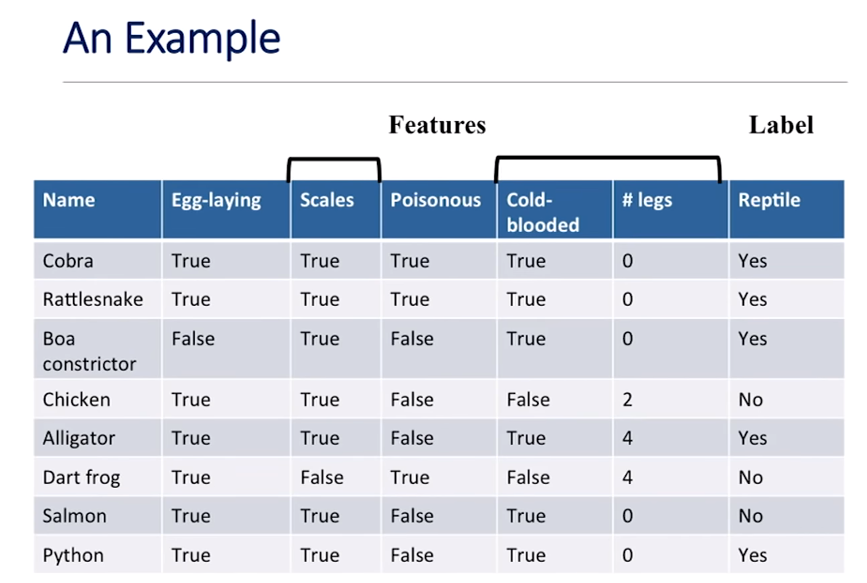 An Example
Features Label
Name Egg-laying Scales Poisonous Cold-blooded # legs Reptile
Cobra True True True True 0 Yes
Rattlesnake True True True True 0 Yes
Boa constrictor False True False True 0 Yes
Chicken True True False False 2 No
Alligator True True False True 4 Yes
Dart frog True False True False 4 No
Salmon True True False True 0 No
Python True True False True 0 Yes